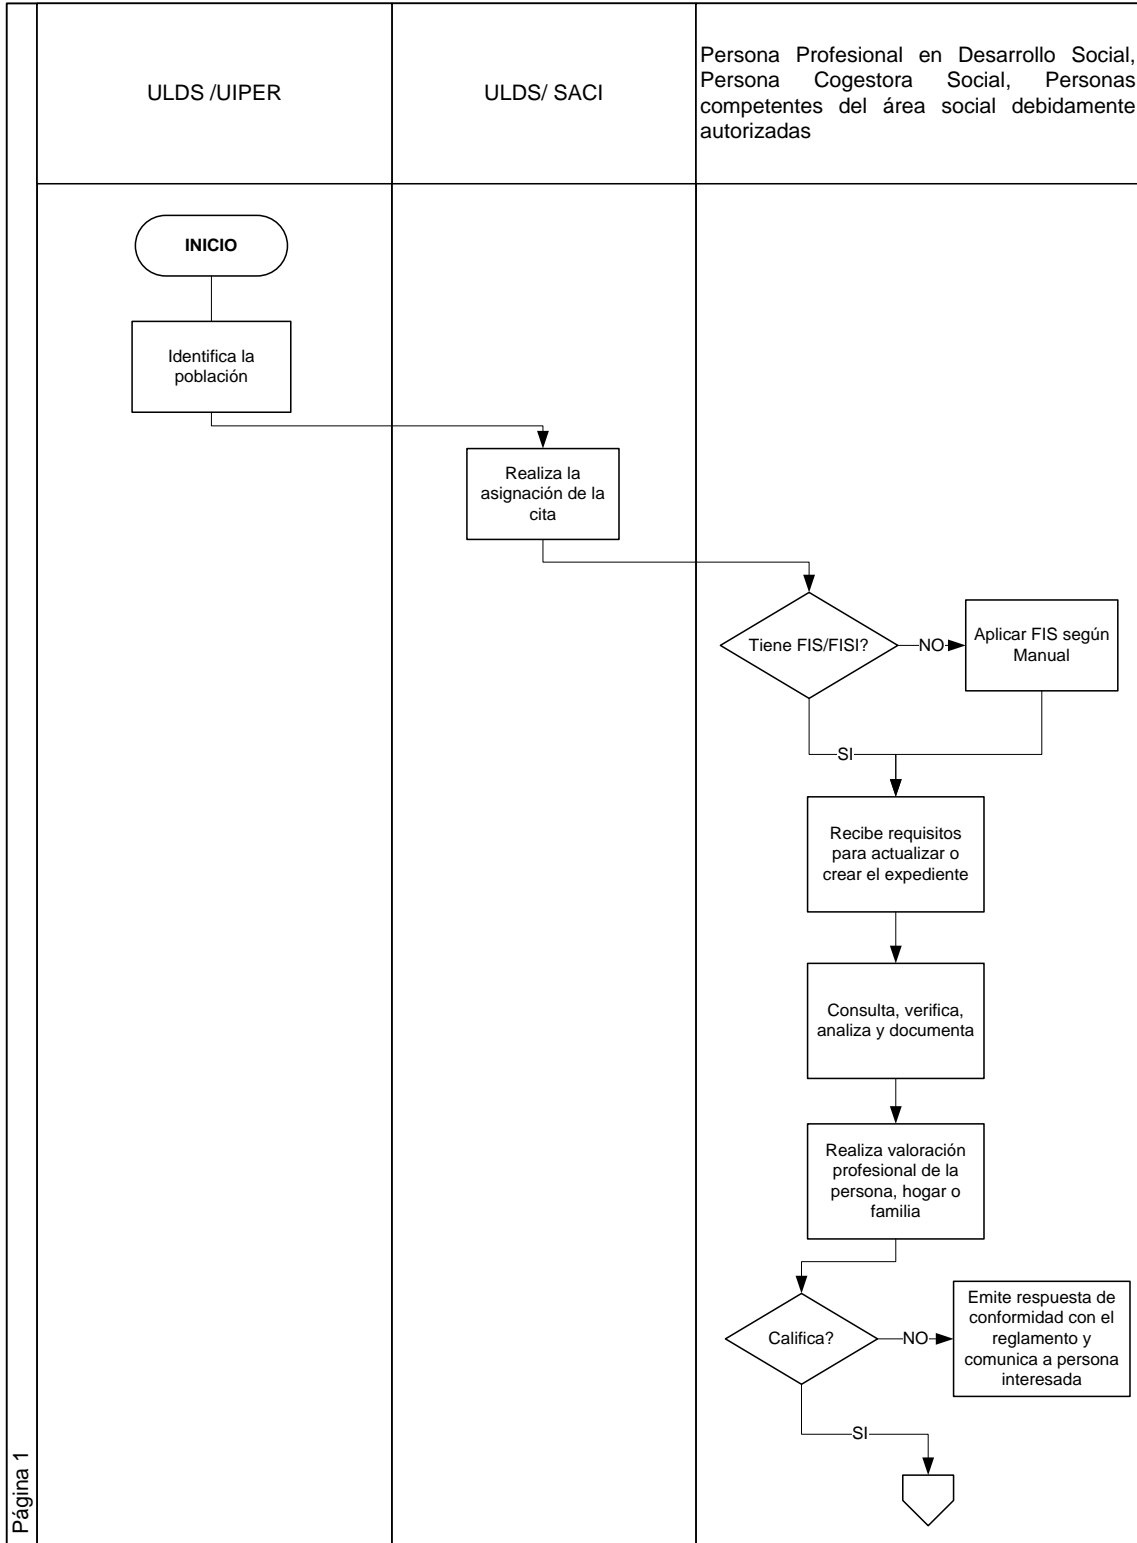 ULDS /UIPER
ULDS/ SACI
Persona Profesional en Desarrollo Social,
Persona Cogestora Social, Personas
competentes del área social debidamente
autorizadas
INICIO
Identifica la
población
Realiza la
asignación de la
cita
Tiene FIS/FISI?
NO
Aplicar FIS según
Manual
SI
Recibe requisitos
para actualizar o
crear el expediente
Consulta, verifica,
analiza y documenta
Realiza valoración
profesional de la
persona, hogar o
familia
Califica?
NO
Emite respuesta de
conformidad con el
reglamento y
comunica a persona
interesada
SI
Página 1